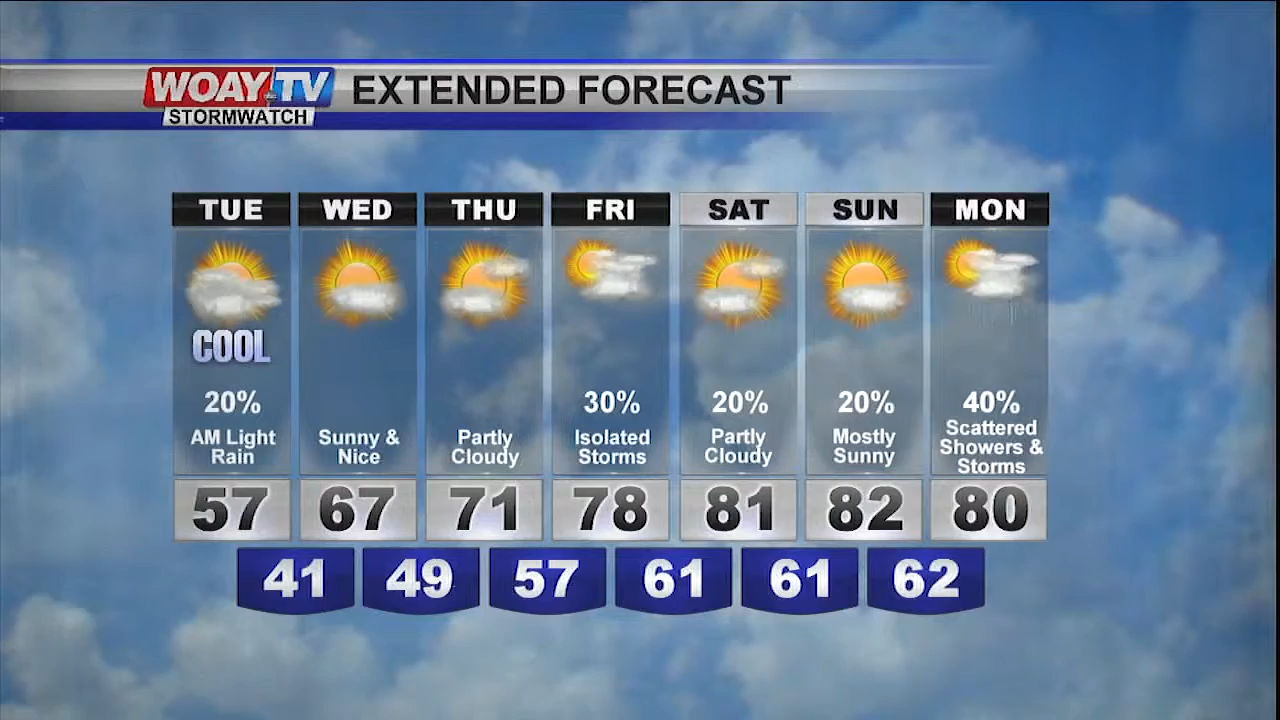 WOAY TV EXTENDED FORECAST
STORMWATCH
TUE WED THU FRI SAT SUN MON
COOL
20% 30% 20% 20% 40%
AM Light
Rain
Sunny &
Nice
Partly
Cloudy
Isolated
Storms
Partly
Cloudy
Mostly
Sunny
Scattered
Showers &
Storms
57 67 71 78 81 82 80
41 49 57 61 61 62